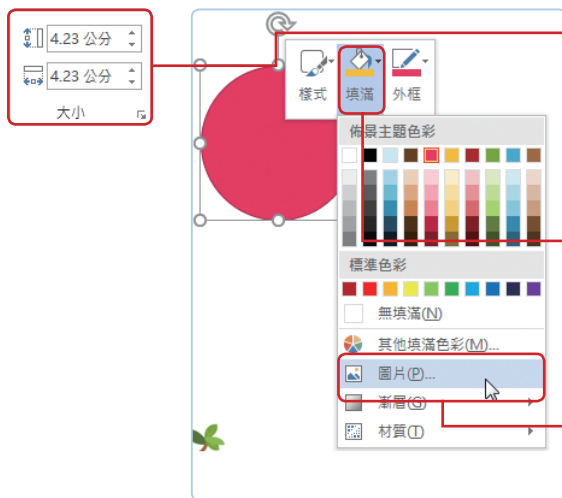 4.23 公分
4.23 公分
大小
樣式
填滿
外框
佈景主題色彩
標準色彩
無填滿(N)
其他填滿色彩(M)...
圖片(P)...
漸層(G)
材質(T)